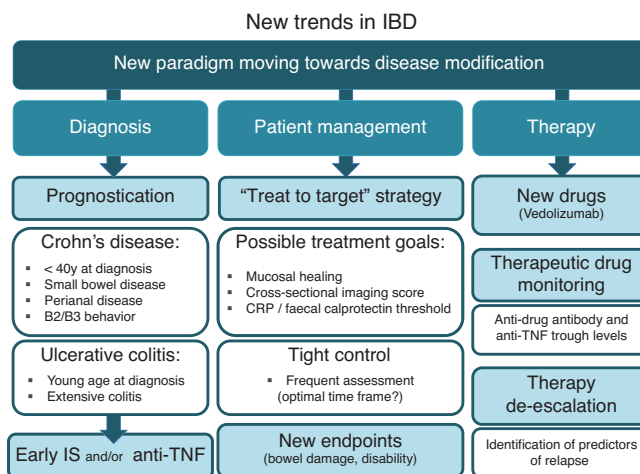 New trends in IBD
New paradigm moving towards disease modification
Diagnosis
Prognostication
Crohn's disease:
▪ < 40y at diagnosis
▪ Small bowel disease
▪ Perianal disease
▪ B2/B3 behavior
Ulcerative colitis:
▪ Young age at diagnosis
▪ Extensive colitis
Early IS and/or anti-TNF
Patient management
“Treat to target” strategy
Possible treatment goals:
▪ Mucosal healing
▪ Cross-sectional imaging score
▪ CRP / faecal calprotectin threshold
Tight control
▪ Frequent assessment
(optimal time frame?)
New endpoints
(bowel damage, disability)
Therapy
New drugs
(Vedolizumab)
Therapeutic drug
monitoring
Anti-drug antibody and
anti-TNF trough levels
Therapy
de-escalation
Identification of predictors
of relapse